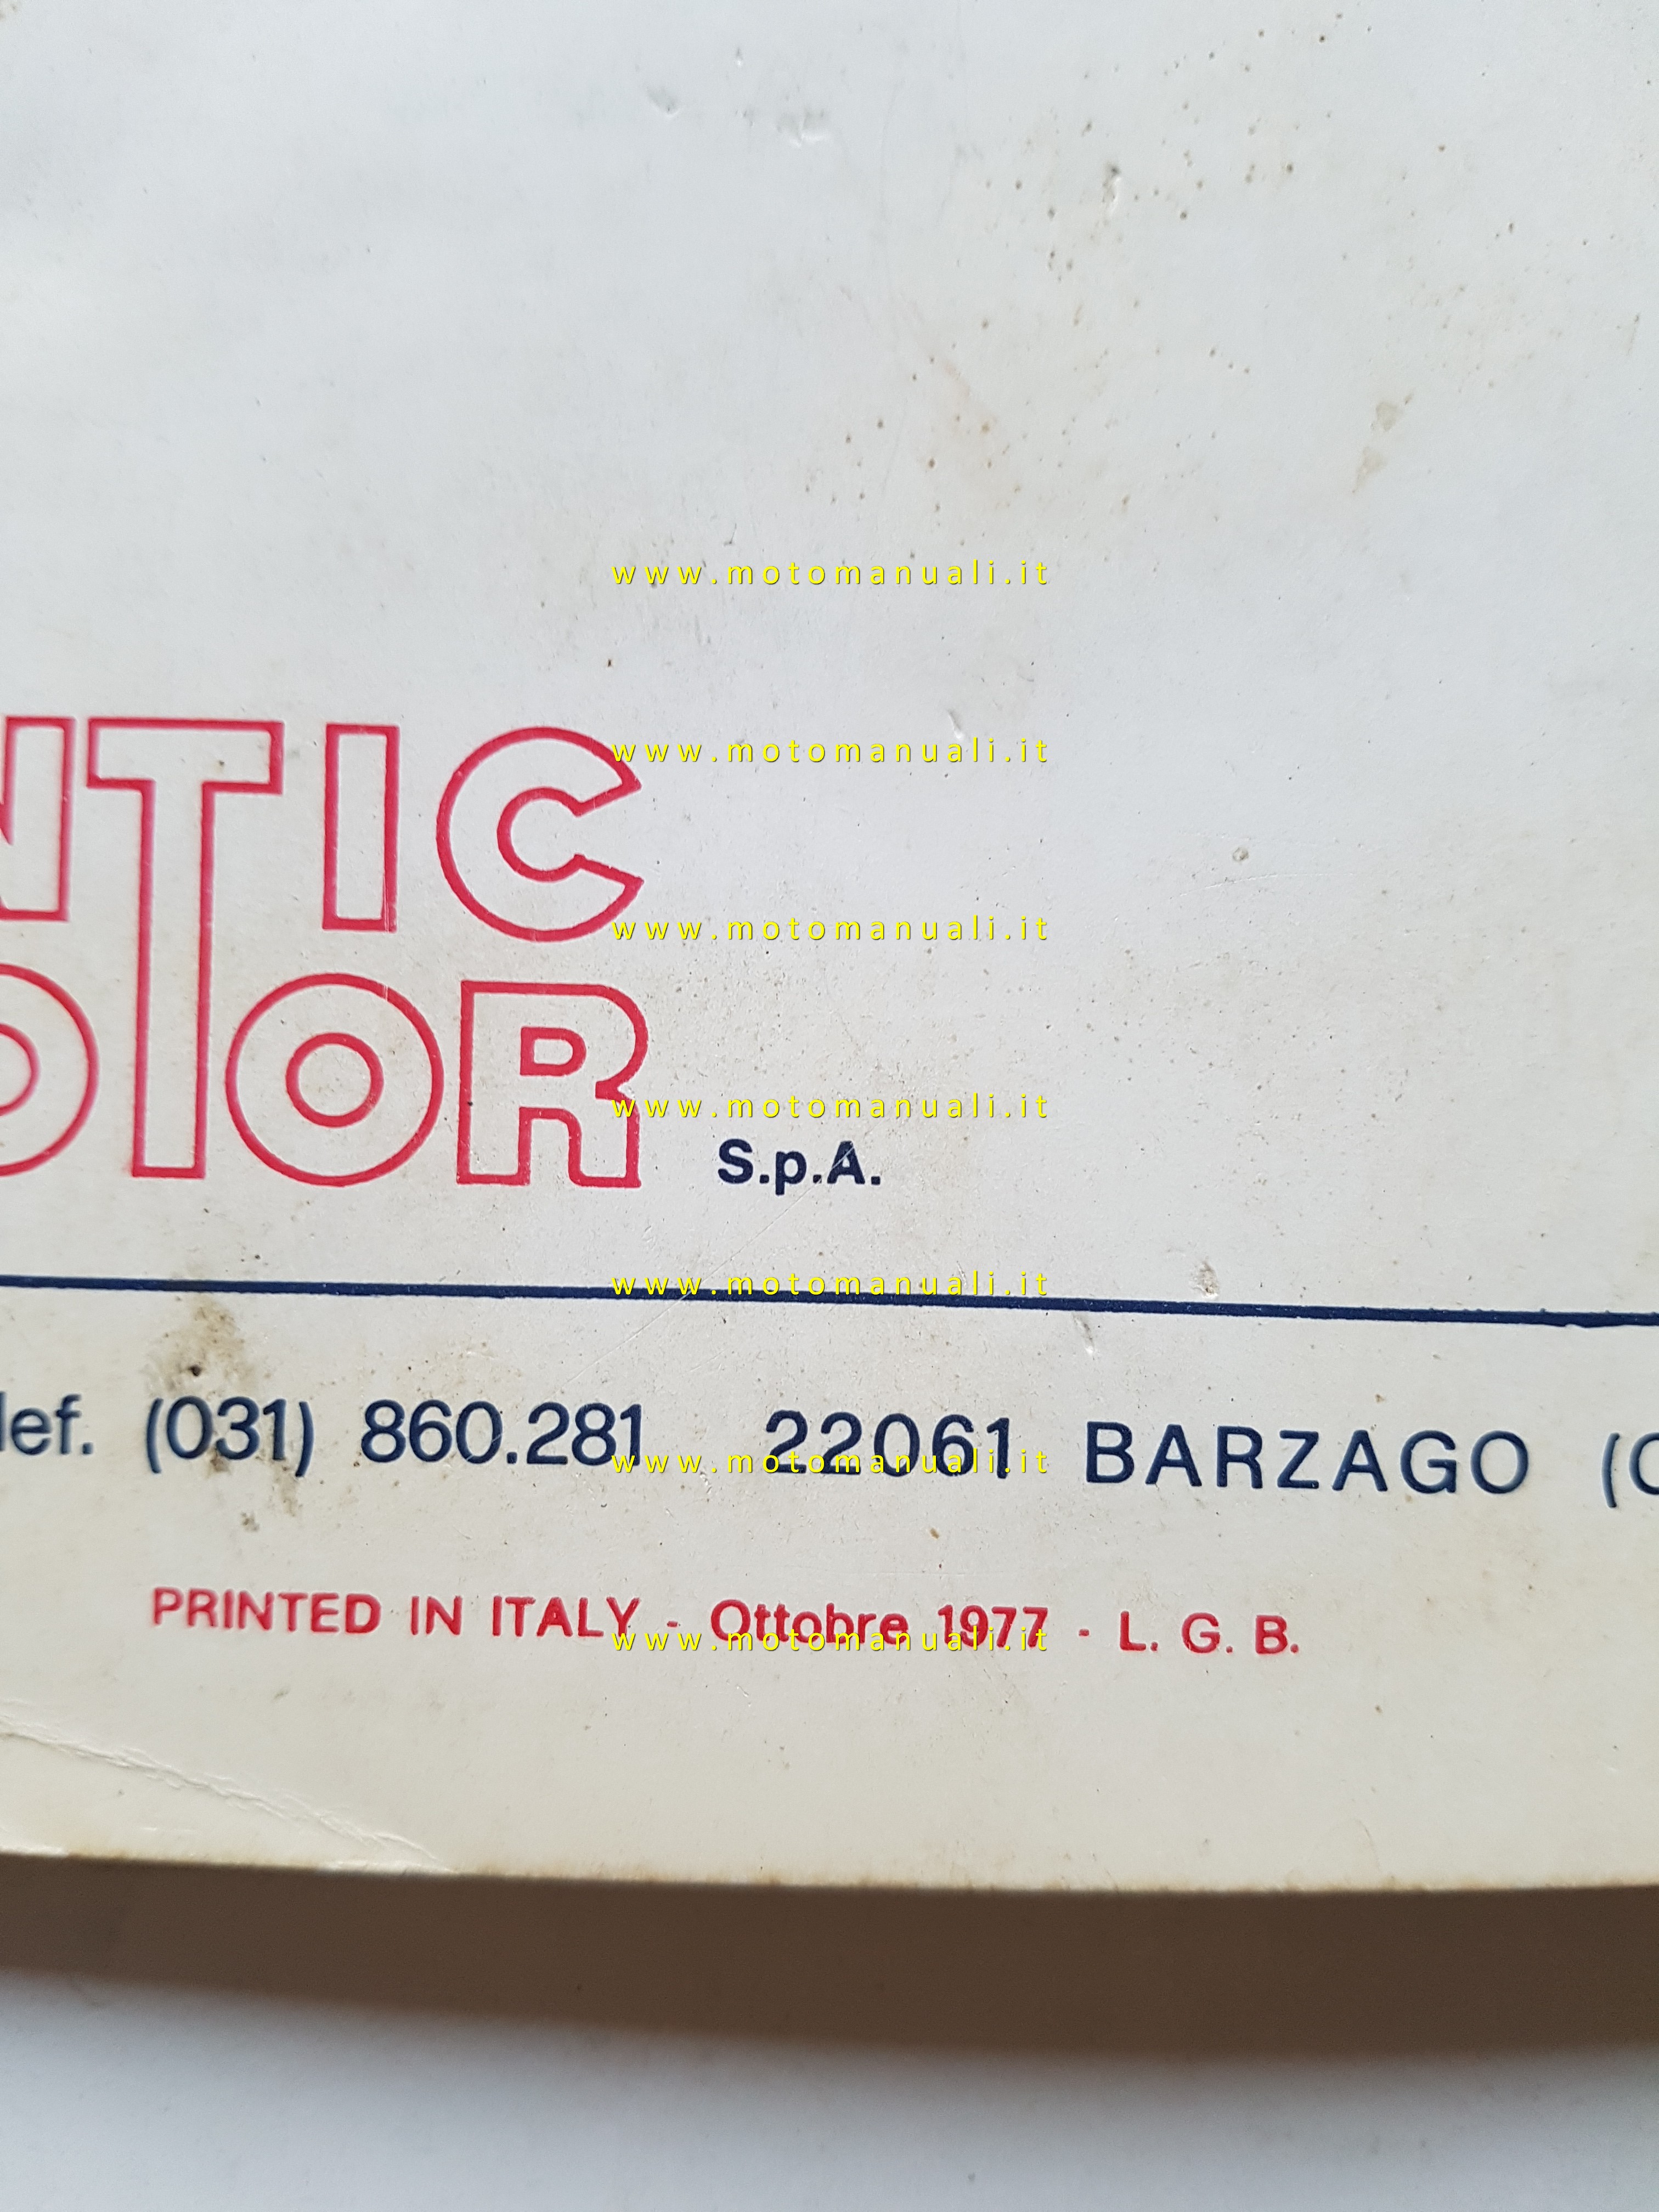 www.motomanuali.it
NTIC
www.motomanuali.it
www.motomanuali.it
OTOR
www.motomanuali.it
S.p.A.
www.motomanuali.it
lef. (031) 860.281 22061 BARZAGO (C
www.motomanuali.it
PRINTED IN ITALY - Ottobre 1977 - L. G. B.
www.motomanuali.it